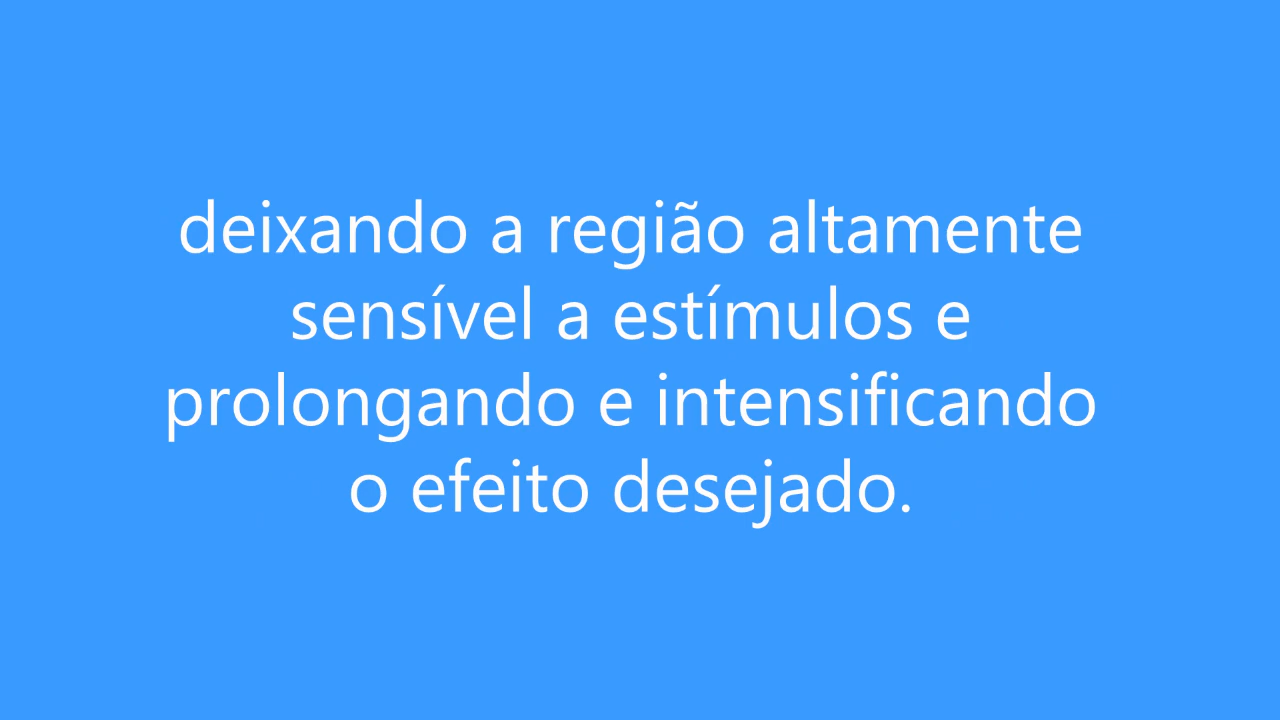 deixando a região altamente
sensível a estímulos e
prolongando e intensificando
o efeito desejado.